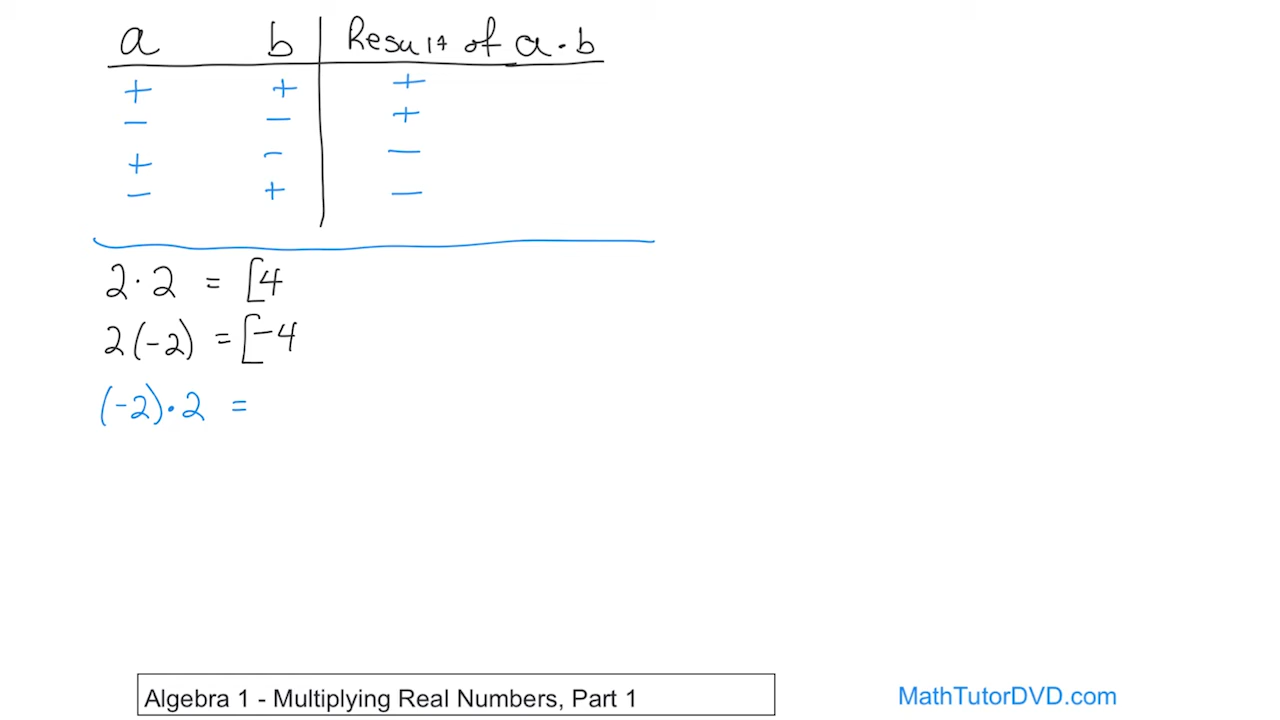 a b Result of a · b
+ + +
− − +
+ − −
− + −
2 · 2 = [4
2(-2) = [-4
(-2) · 2 =
Algebra 1 - Multiplying Real Numbers, Part 1
MathTutorDVD.com